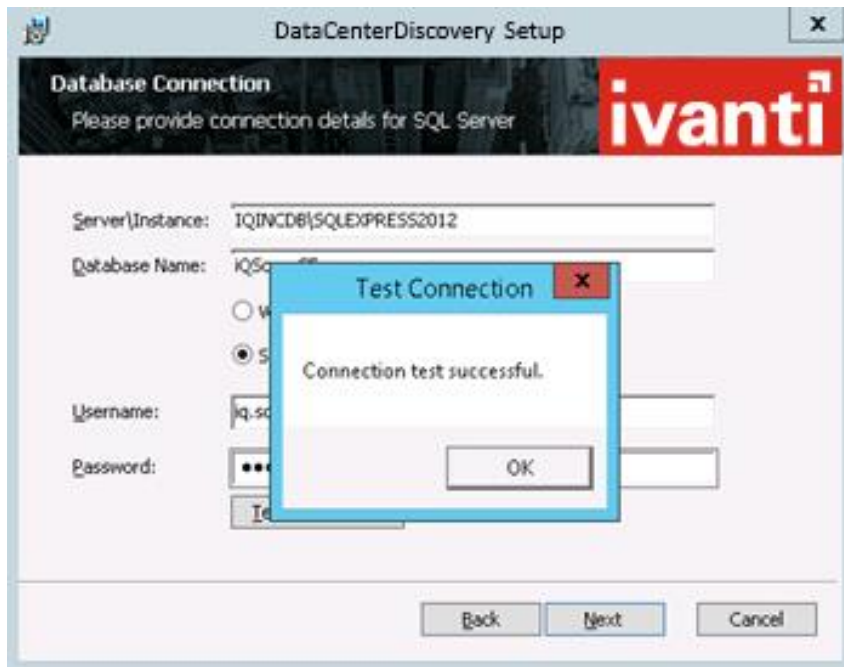 DataCenterDiscovery Setup
x
Database Connection
Please provide connection details for SQL Server
ivanti
Server\Instance: IQINCDB\SQLEXPRESS2012
Database Name:
Test Connection
x
Connection test successful.
OK
Username:
Password:
Back Next Cancel